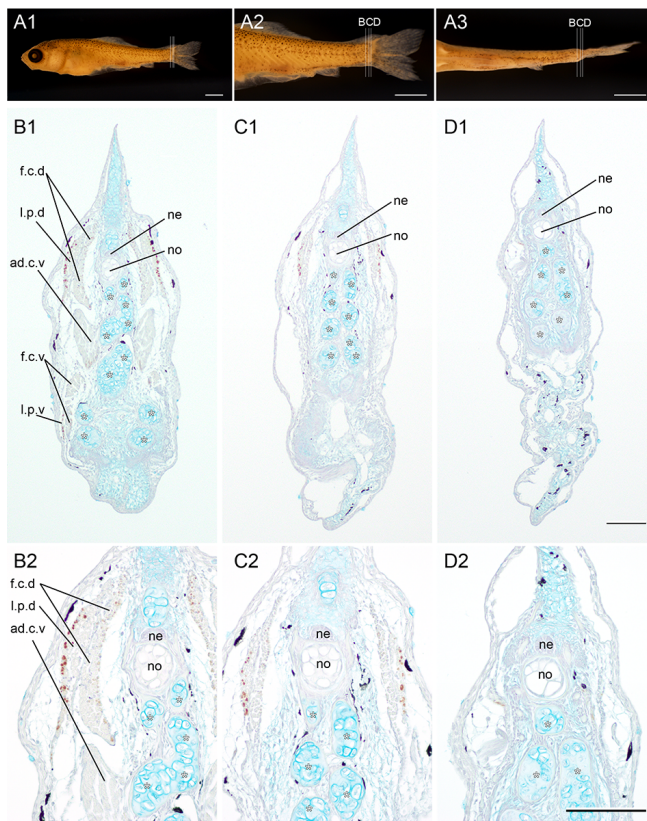 A1
A2
A3
BCD
BCD
B1
C1
D1
f.c.d
l.p.d
ad.c.v
f.c.v
l.p.v
ne
no
ne
no
ne
no
B2
C2
D2
f.c.d
l.p.d
ad.c.v
ne
no
ne
no
ne
no